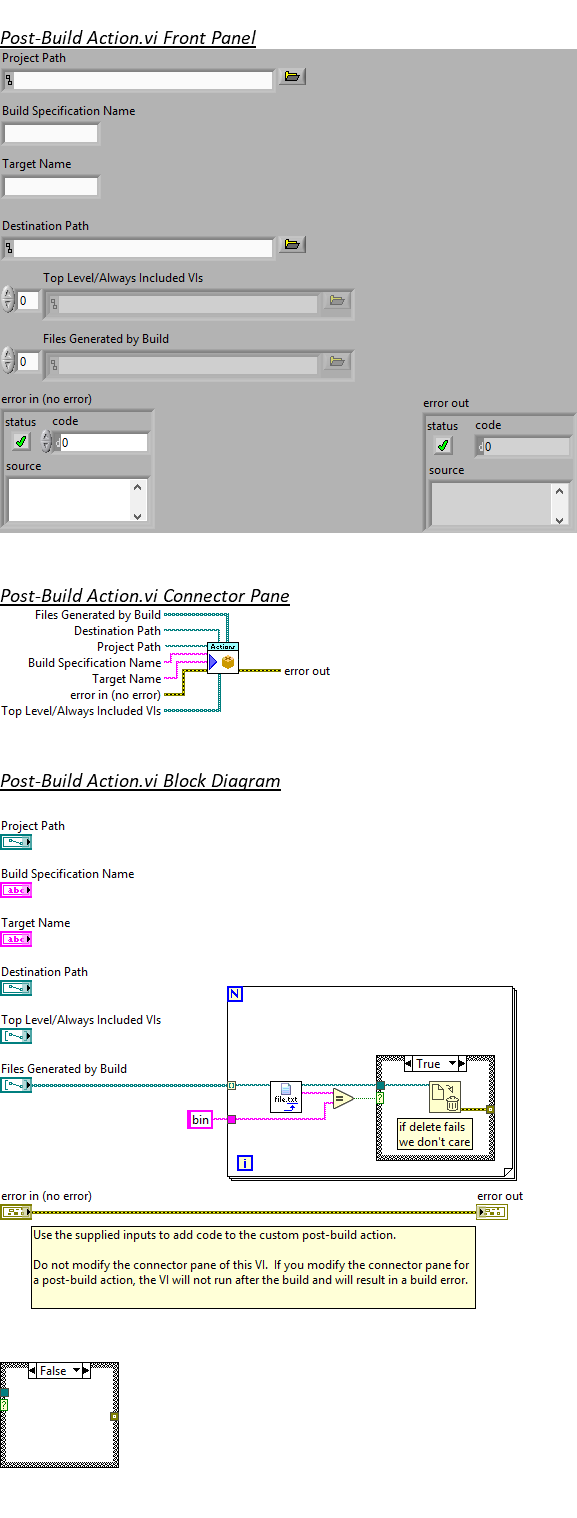 Post-Build Action.vi Front Panel
Project Path
Build Specification Name
Target Name
Destination Path
Top Level/Always Included VIs
0
Files Generated by Build
0
error in (no error)
status code
0
source
error out
status code
0
source
Post-Build Action.vi Connector Pane
Files Generated by Build
Destination Path
Project Path
Build Specification Name
Target Name
error in (no error)
Top Level/Always Included VIs
Actions
error out
Post-Build Action.vi Block Diagram
Project Path
Build Specification Name
abc
Target Name
abc
Destination Path
Top Level/Always Included VIs
Files Generated by Build
N
bin
file.txt
=
True
?
if delete fails
we don't care
i
error in (no error)
error out
Use the supplied inputs to add code to the custom post-build action.
Do not modify the connector pane of this VI. If you modify the connector pane for
a post-build action, the VI will not run after the build and will result in a build error.
False
?